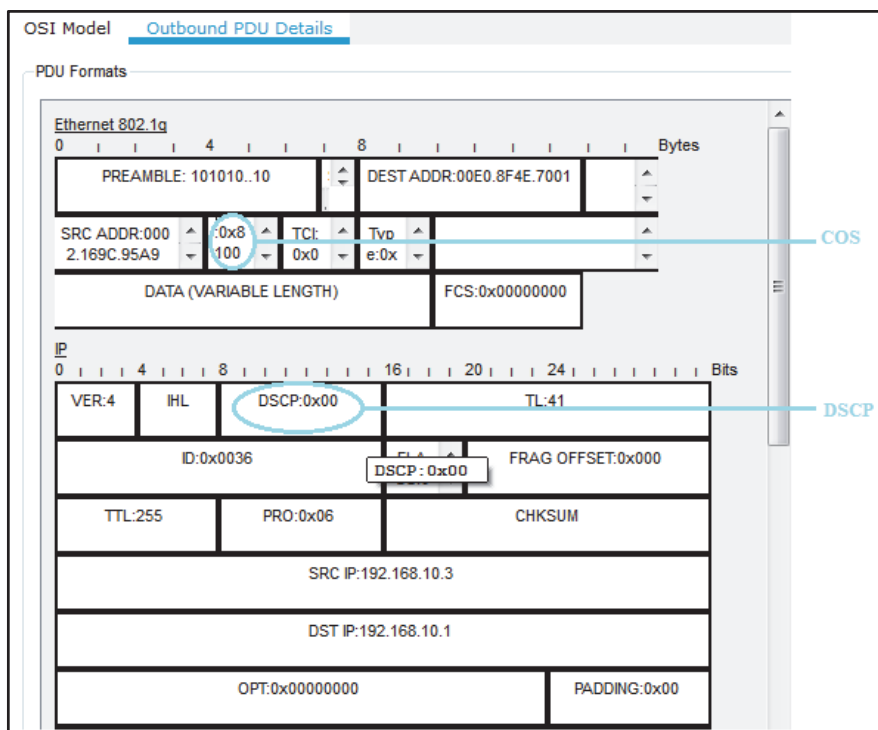 OSI Model Outbound PDU Details
PDU Formats
Ethernet 802.1q
0 4 8 Bytes
PREAMBLE: 101010..10 DEST ADDR:00E0.8F4E.7001
SRC ADDR:000 :0x8 TCI: Typ
2.169C.95A9 100 0x0 e:0x
COS
DATA (VARIABLE LENGTH) FCS:0x00000000
IP
0 4 8 16 20 24 Bits
VER:4 IHL DSCP:0x00 TL:41
DSCP
ID:0x0036 FRAG OFFSET:0x000
DSCP:0x00
TTL:255 PRO:0x06 CHKSUM
SRC IP:192.168.10.3
DST IP:192.168.10.1
OPT:0x00000000 PADDING:0x00